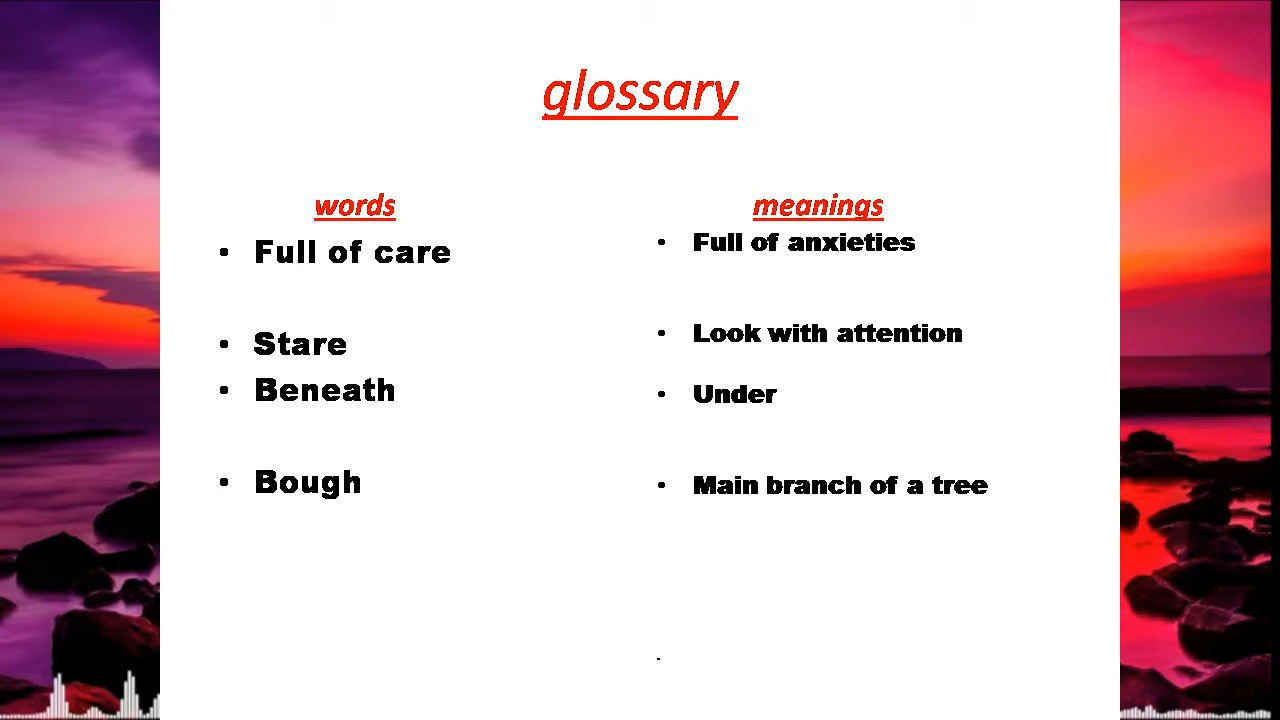 glossary
words
• Full of care
• Stare
• Beneath
• Bough
meanings
• Full of anxieties
• Look with attention
• Under
• Main branch of a tree
.